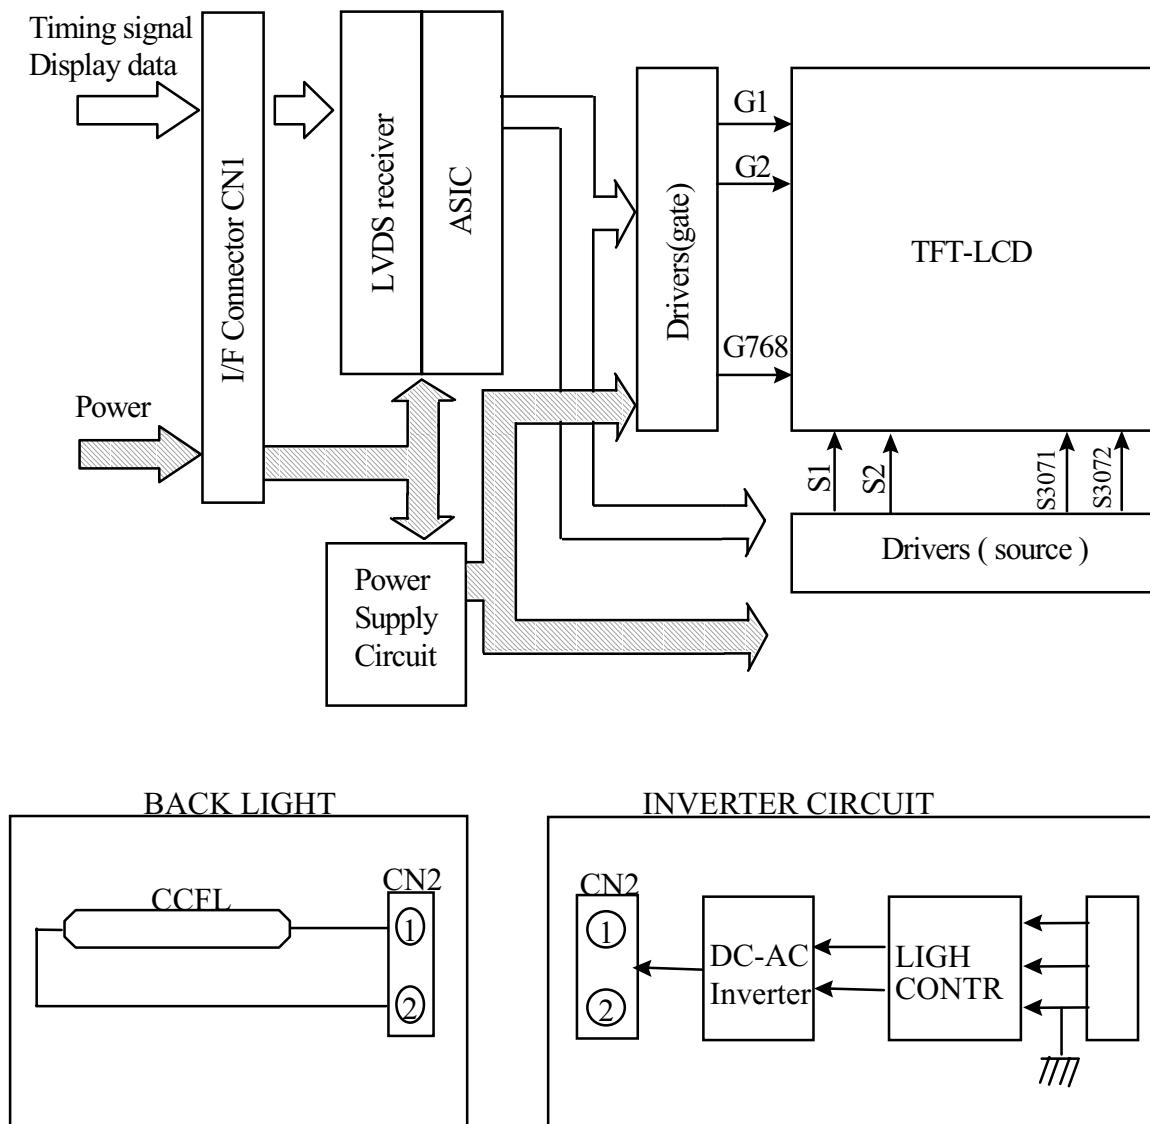 Timing signal
Display data
I/F Connector CN1
LVDS receiver
ASIC
Drivers(gate)
G1
G2
G768
TFT-LCD
Power
S1
S2
S3071
S3072
Drivers ( source )
Power
Supply
Circuit
BACK LIGHT
CCFL
CN2
1
2
INVERTER CIRCUIT
CN2
1
2
DC-AC
Inverter
LIGH
CONTR